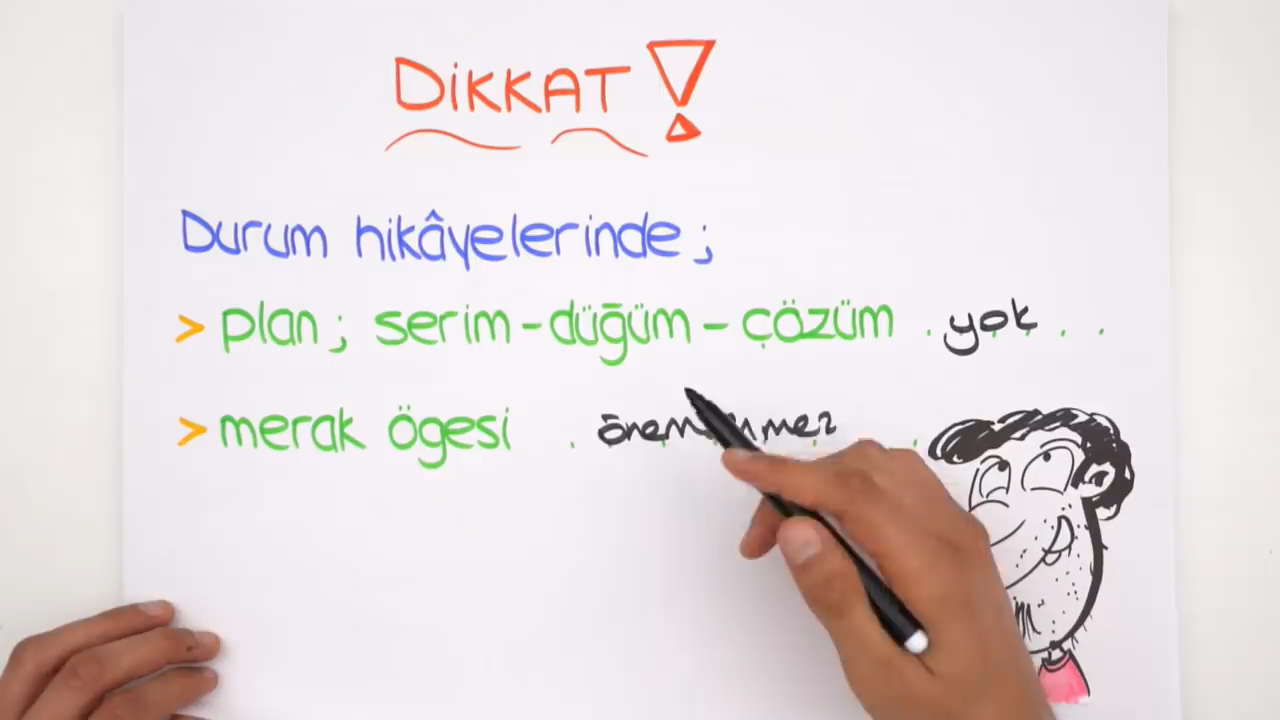 DİKKAT !
Durum hikâyelerinde;
> plan; serim-düğüm-çözüm . yok . .
> merak ögesi .